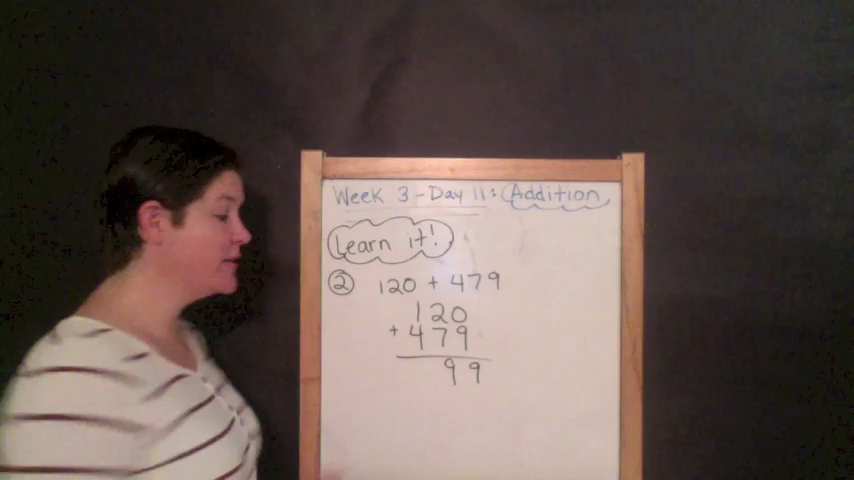 Week 3 - Day 11: Addition
Learn it!
2 120 + 479
120
+ 479
99